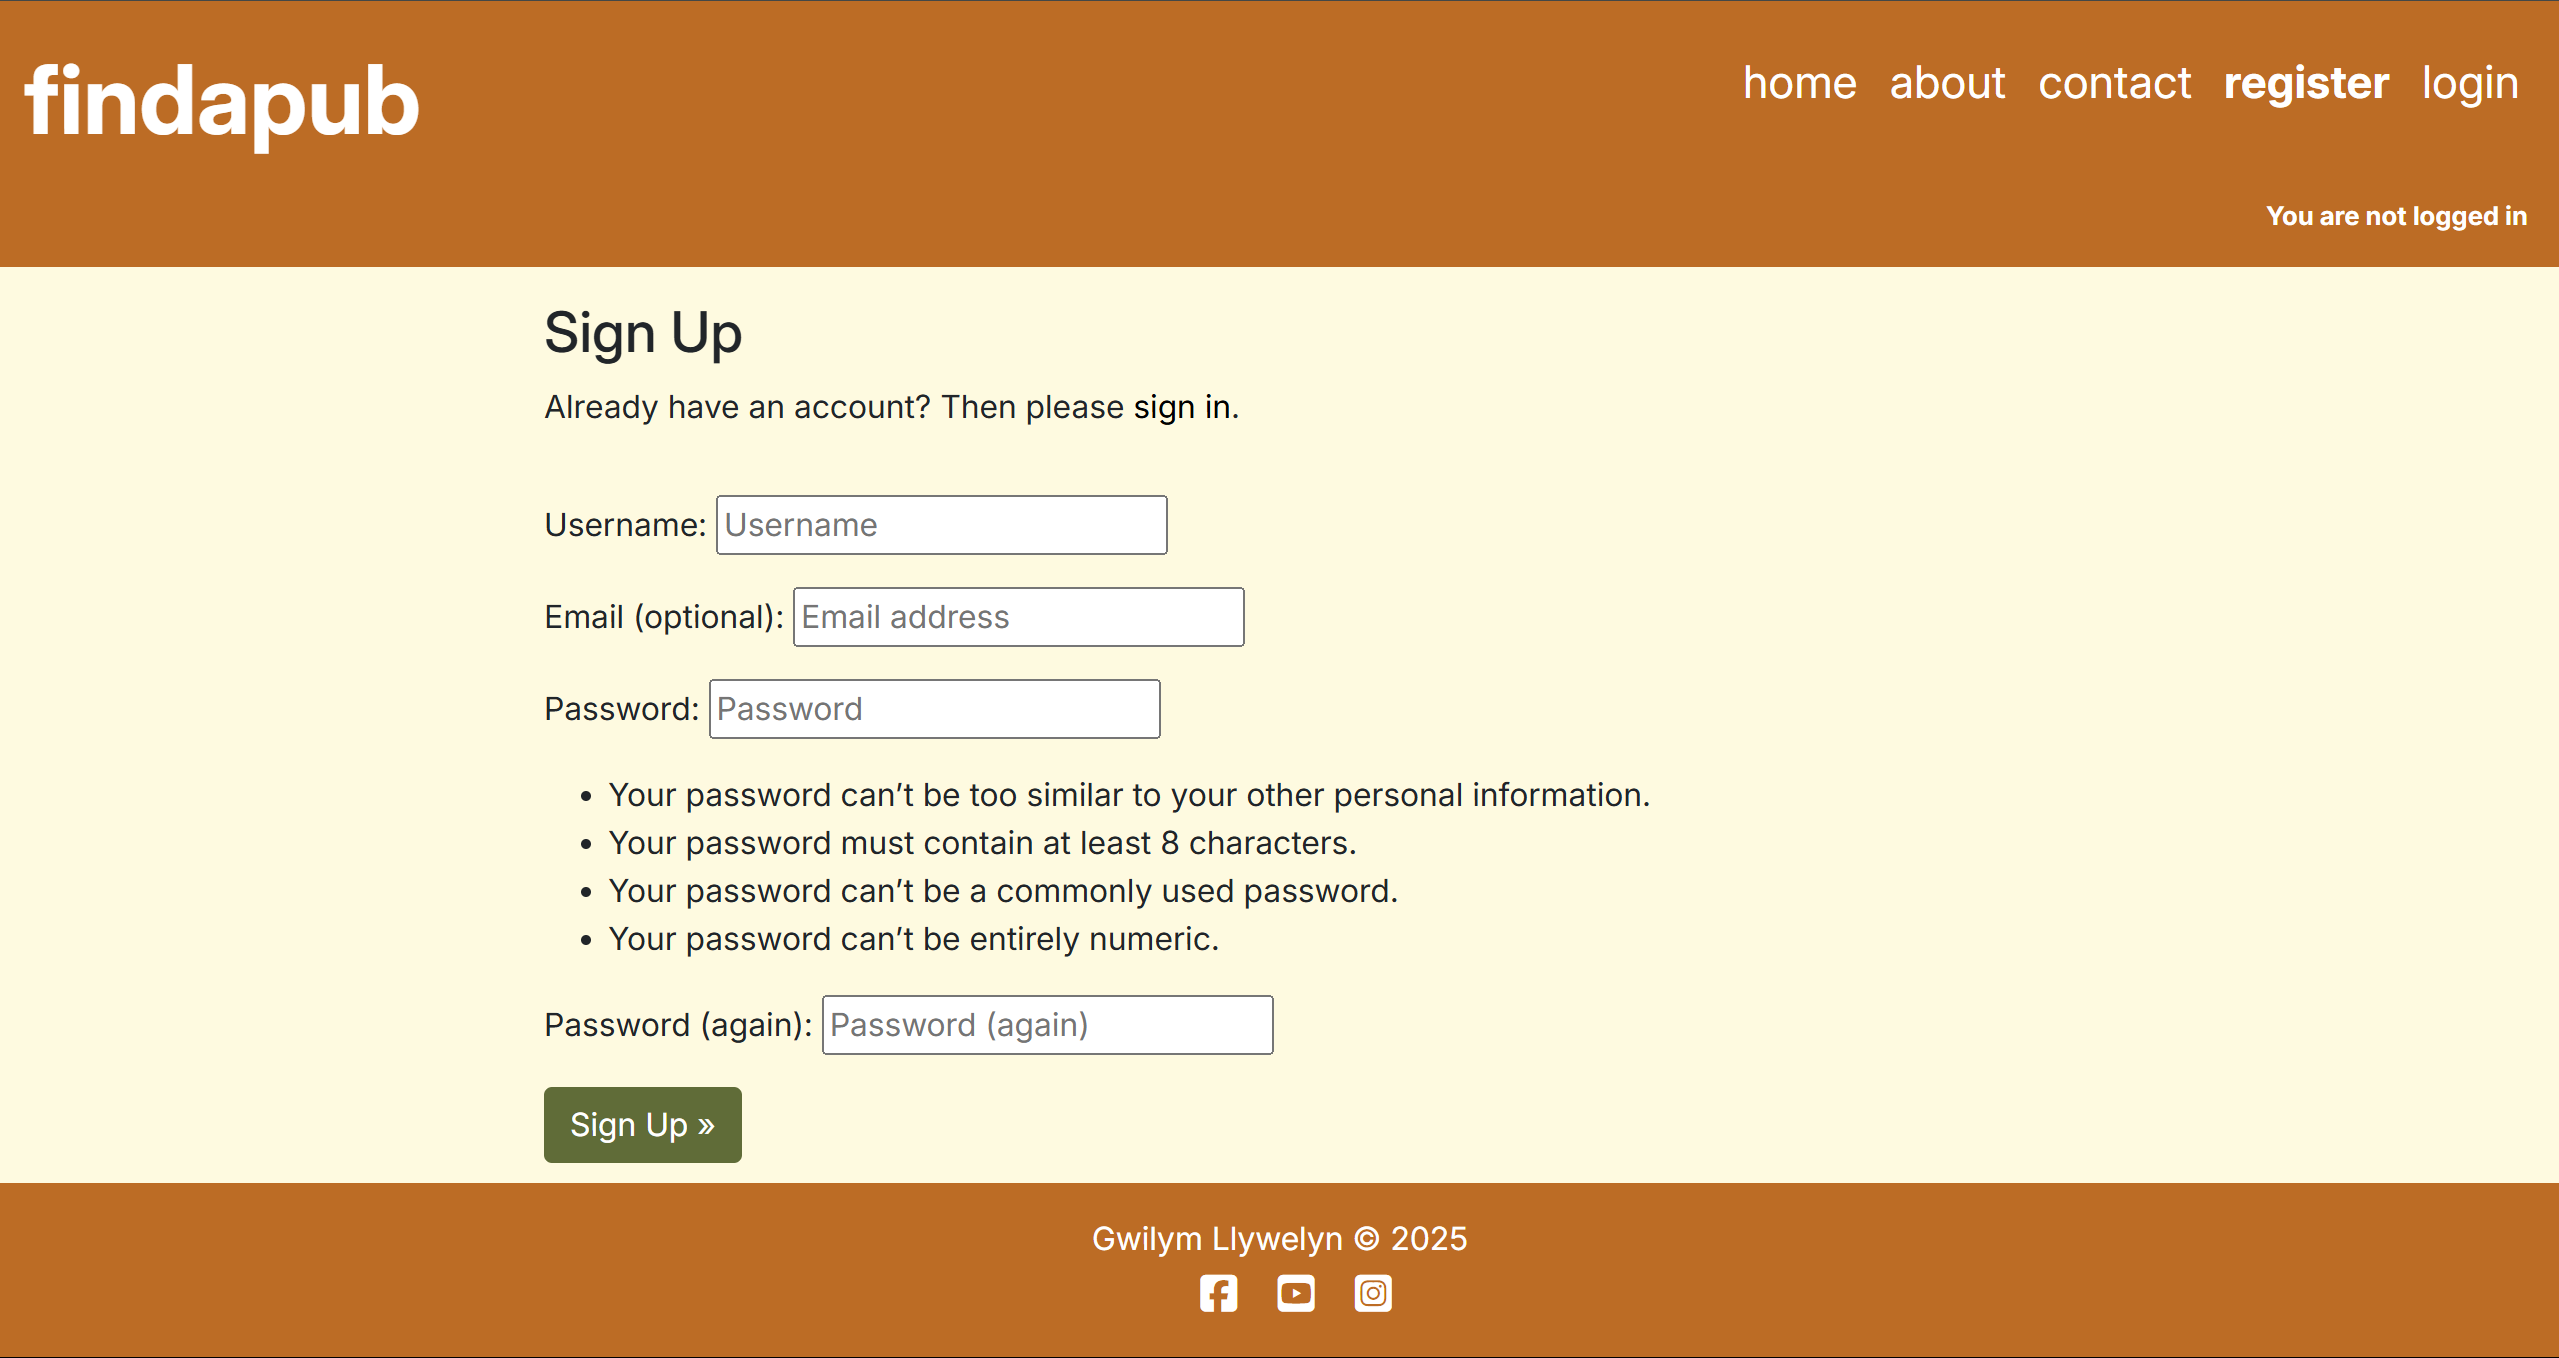 findapub
home about contact register login
You are not logged in
Sign Up
Already have an account? Then please sign in.
Username: Username
Email (optional): Email address
Password: Password
• Your password can’t be too similar to your other personal information.
• Your password must contain at least 8 characters.
• Your password can’t be a commonly used password.
• Your password can’t be entirely numeric.
Password (again): Password (again)
Sign Up »
Gwilym Llywelyn © 2025